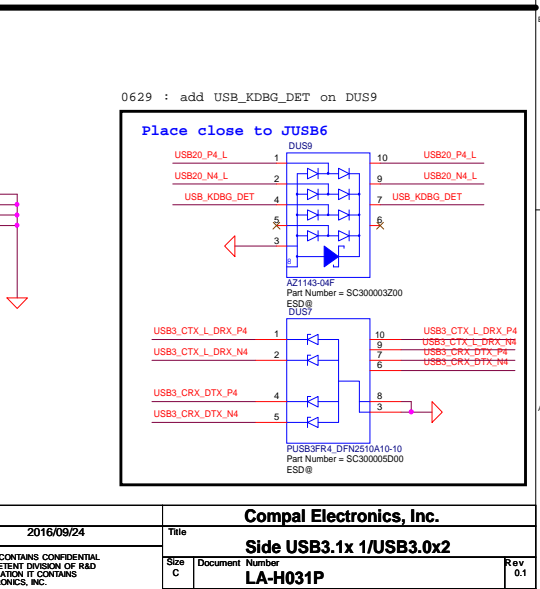 0629 : add USB_KDBG_DET on DUS9
Place close to JUSB6
DUS9
USB20_P4_L 1 10 USB20_P4_L
USB20_N4_L 2 9 USB20_N4_L
USB_KDBG_DET 4 7 USB_KDBG_DET
5 6
3
8
AZ1143-04F
Part Number = SC300003Z00
ESD@
DUS7
USB3_CTX_L_DRX_P4 1 10 USB3_CTX_L_DRX_P4
9 USB3_CTX_L_DRX_N4
USB3_CTX_L_DRX_N4 2 7 USB3_CRX_DTX_P4
6 USB3_CRX_DTX_N4
USB3_CRX_DTX_P4 4 8
3
USB3_CRX_DTX_N4 5
PUSB3FR4_DFN2510A10-10
Part Number = SC300005D00
ESD@
Compal Electronics, Inc.
2016/09/24
Title
Side USB3.1x 1/USB3.0x2
CONTAINS CONFIDENTIAL
ETENT DIVISION OF R&D
ATION IT CONTAINS
RONICS, INC.
Size Document Number Rev
C LA-H031P 0.1